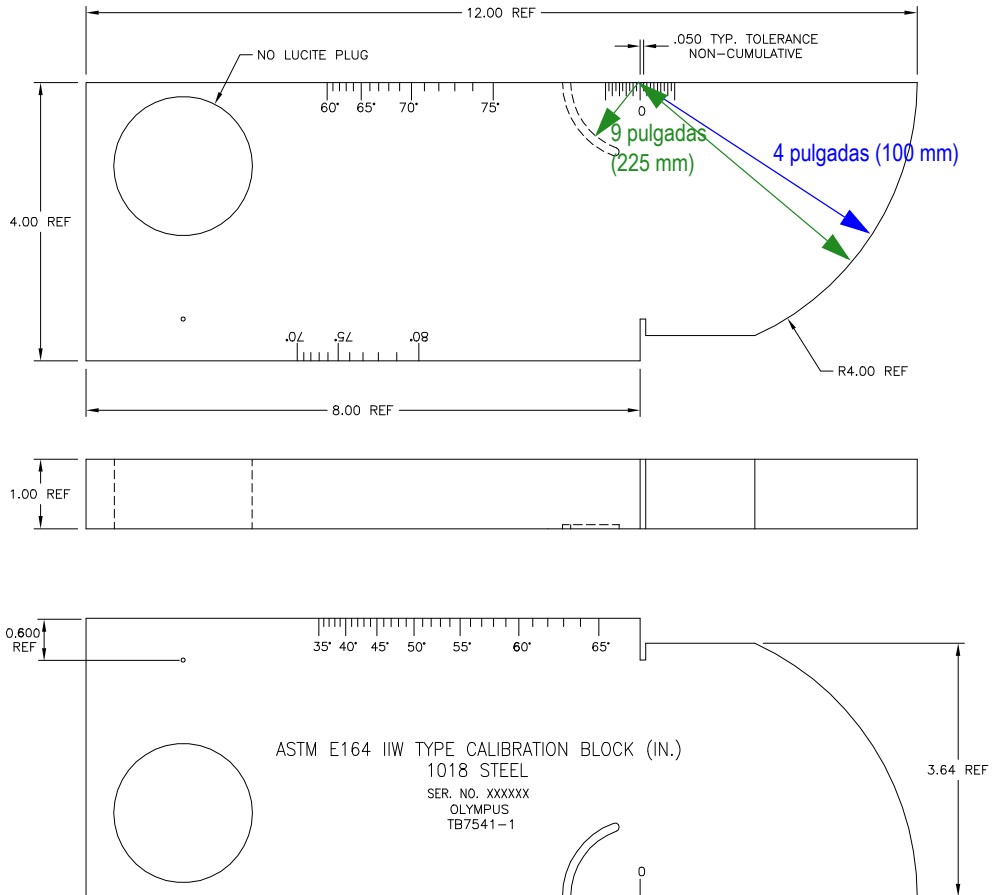 12.00 REF
.050 TYP. TOLERANCE
NON-CUMULATIVE
NO LUCITE PLUG
60° 65° 70° 75°
0
9 pulgadas
(225 mm)
4 pulgadas (100 mm)
4.00 REF
70° 75° 80°
R4.00 REF
8.00 REF
1.00 REF
0.600
REF
35° 40° 45° 50° 55° 60° 65°
ASTM E164 IIW TYPE CALIBRATION BLOCK (IN.)
1018 STEEL
SER. NO. XXXXXX
OLYMPUS
TB7541-1
3.64 REF
0